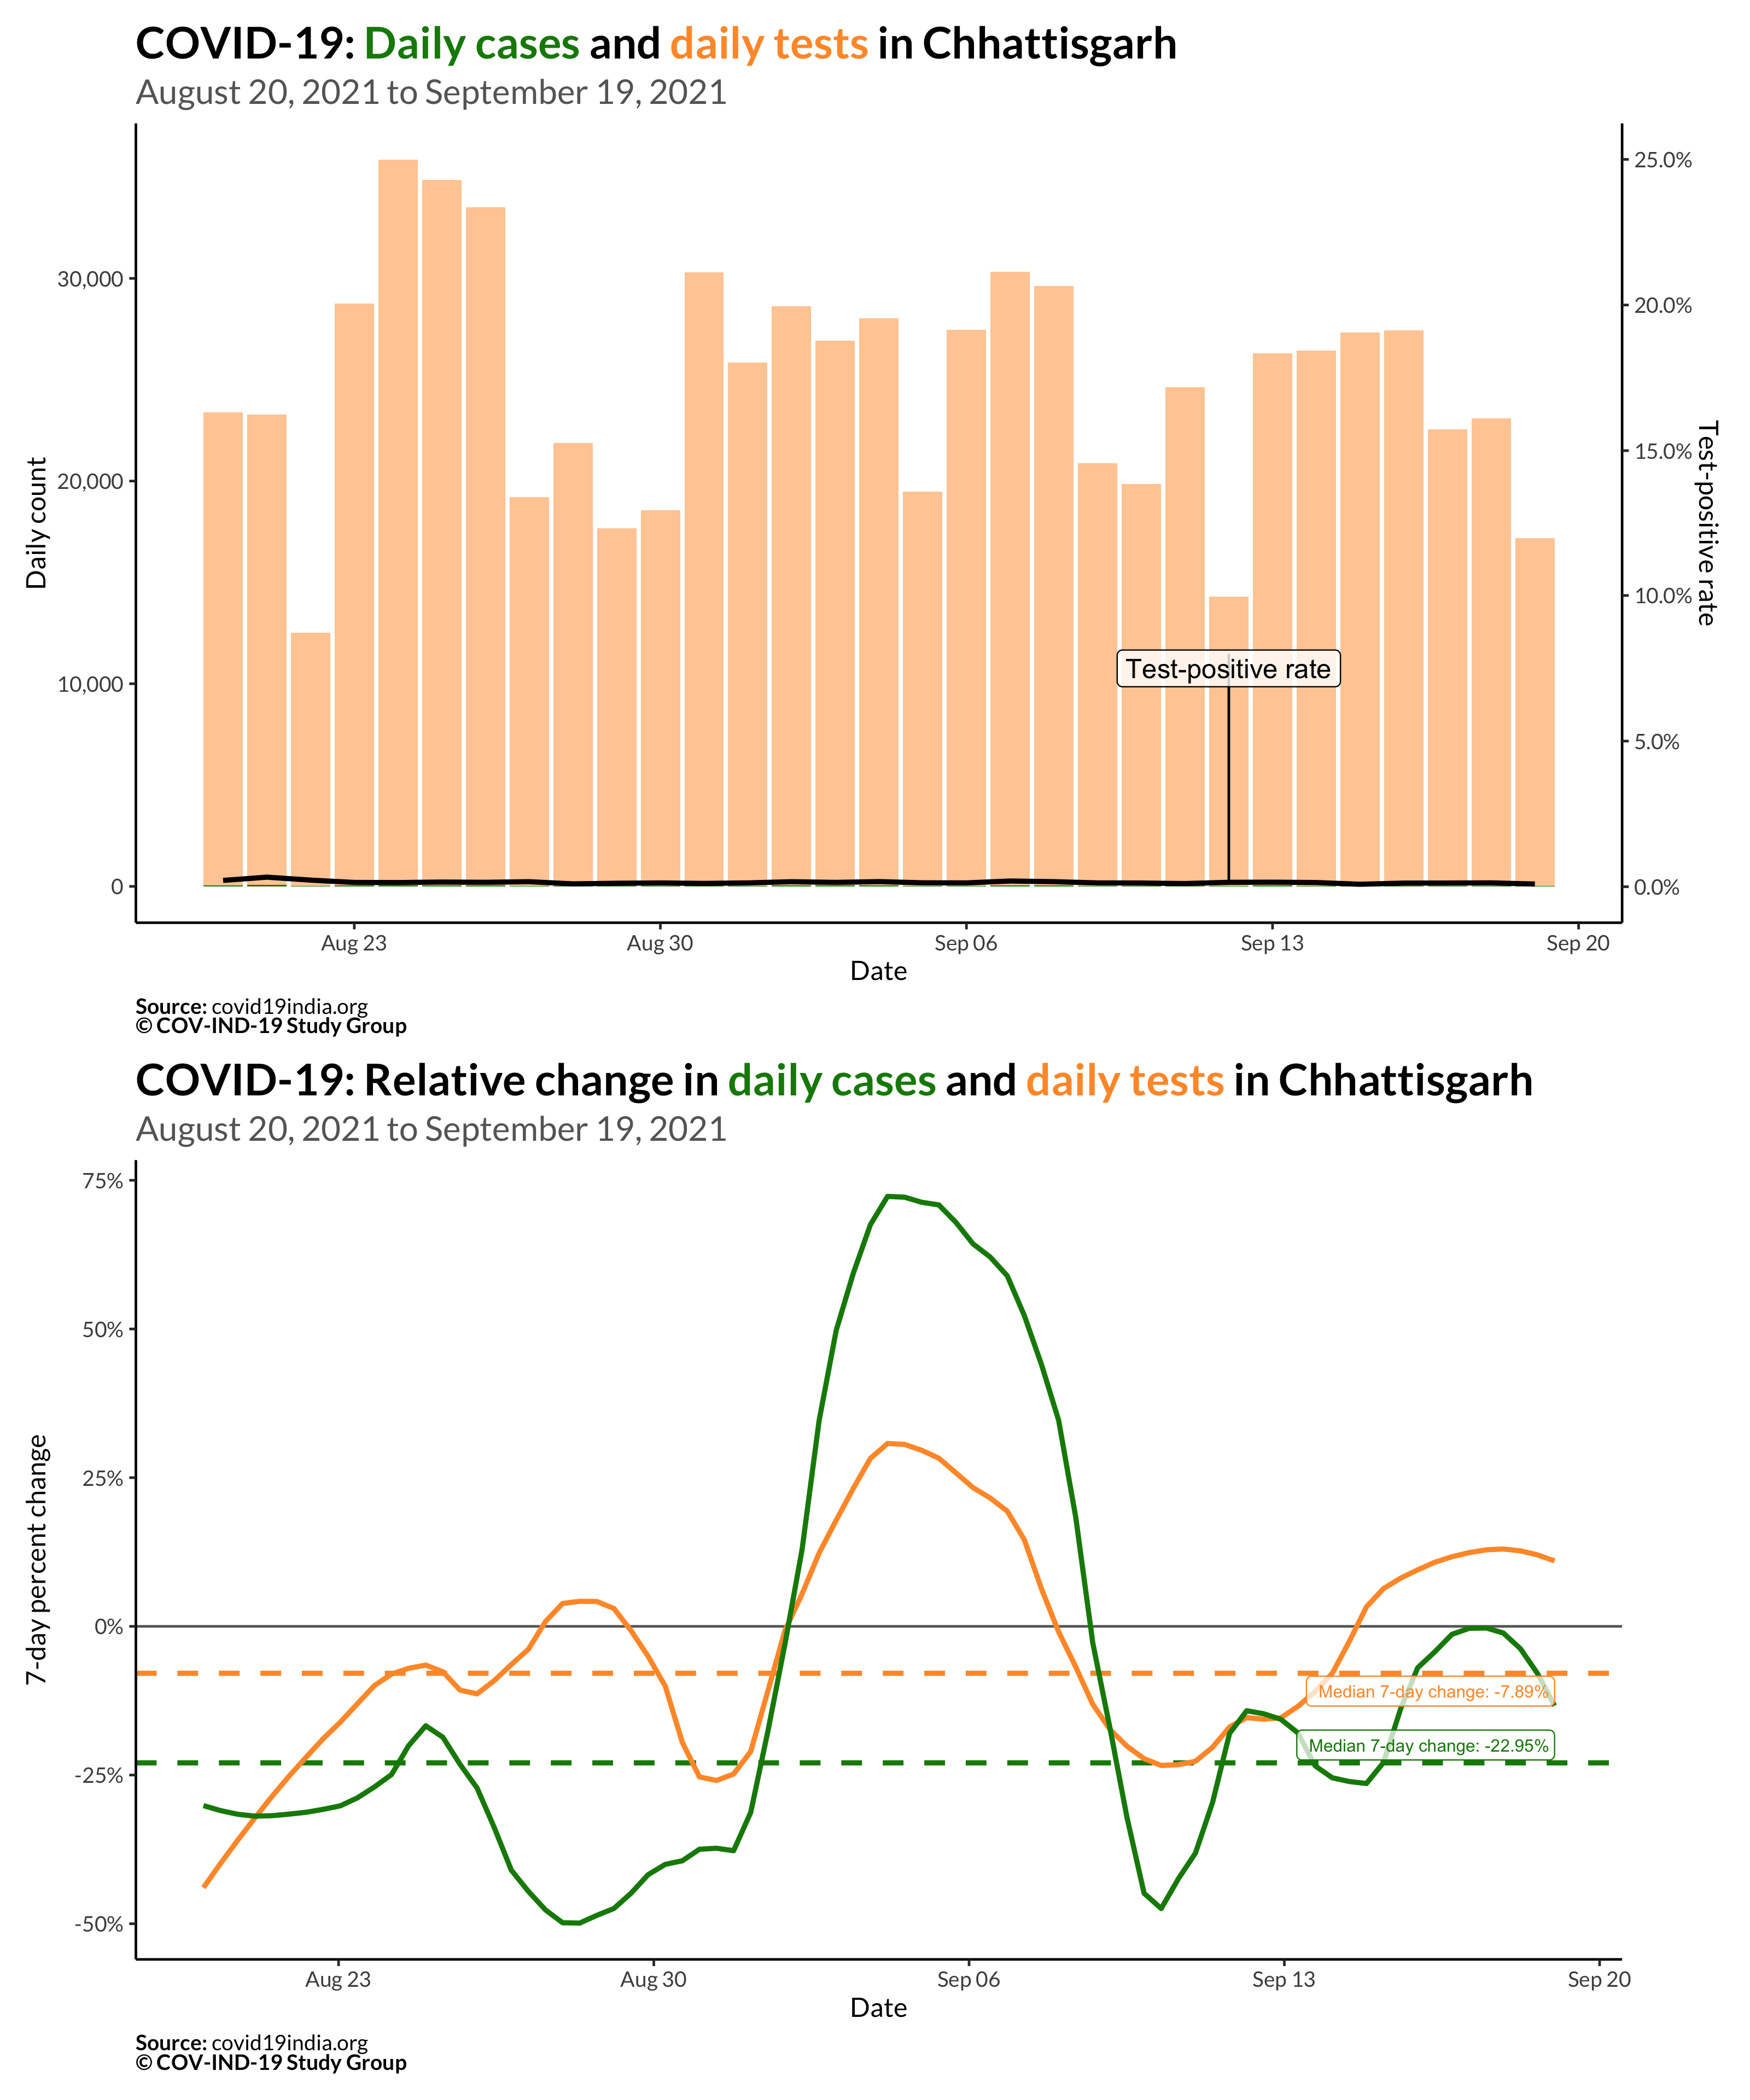 COVID-19: Daily cases and daily tests in Chhattisgarh
August 20, 2021 to September 19, 2021
Daily count
30,000
20,000
10,000
0
25.0%
20.0%
15.0%
10.0%
5.0%
0.0%
Test-positive rate
Test-positive rate
Aug 23
Aug 30
Sep 06
Sep 13
Sep 20
Date
Source: covid19india.org
© COV-IND-19 Study Group
COVID-19: Relative change in daily cases and daily tests in Chhattisgarh
August 20, 2021 to September 19, 2021
7-day percent change
75%
50%
25%
0%
-25%
-50%
Median 7-day change: -7.89%
Median 7-day change: -22.95%
Aug 23
Aug 30
Sep 06
Sep 13
Sep 20
Date
Source: covid19india.org
© COV-IND-19 Study Group